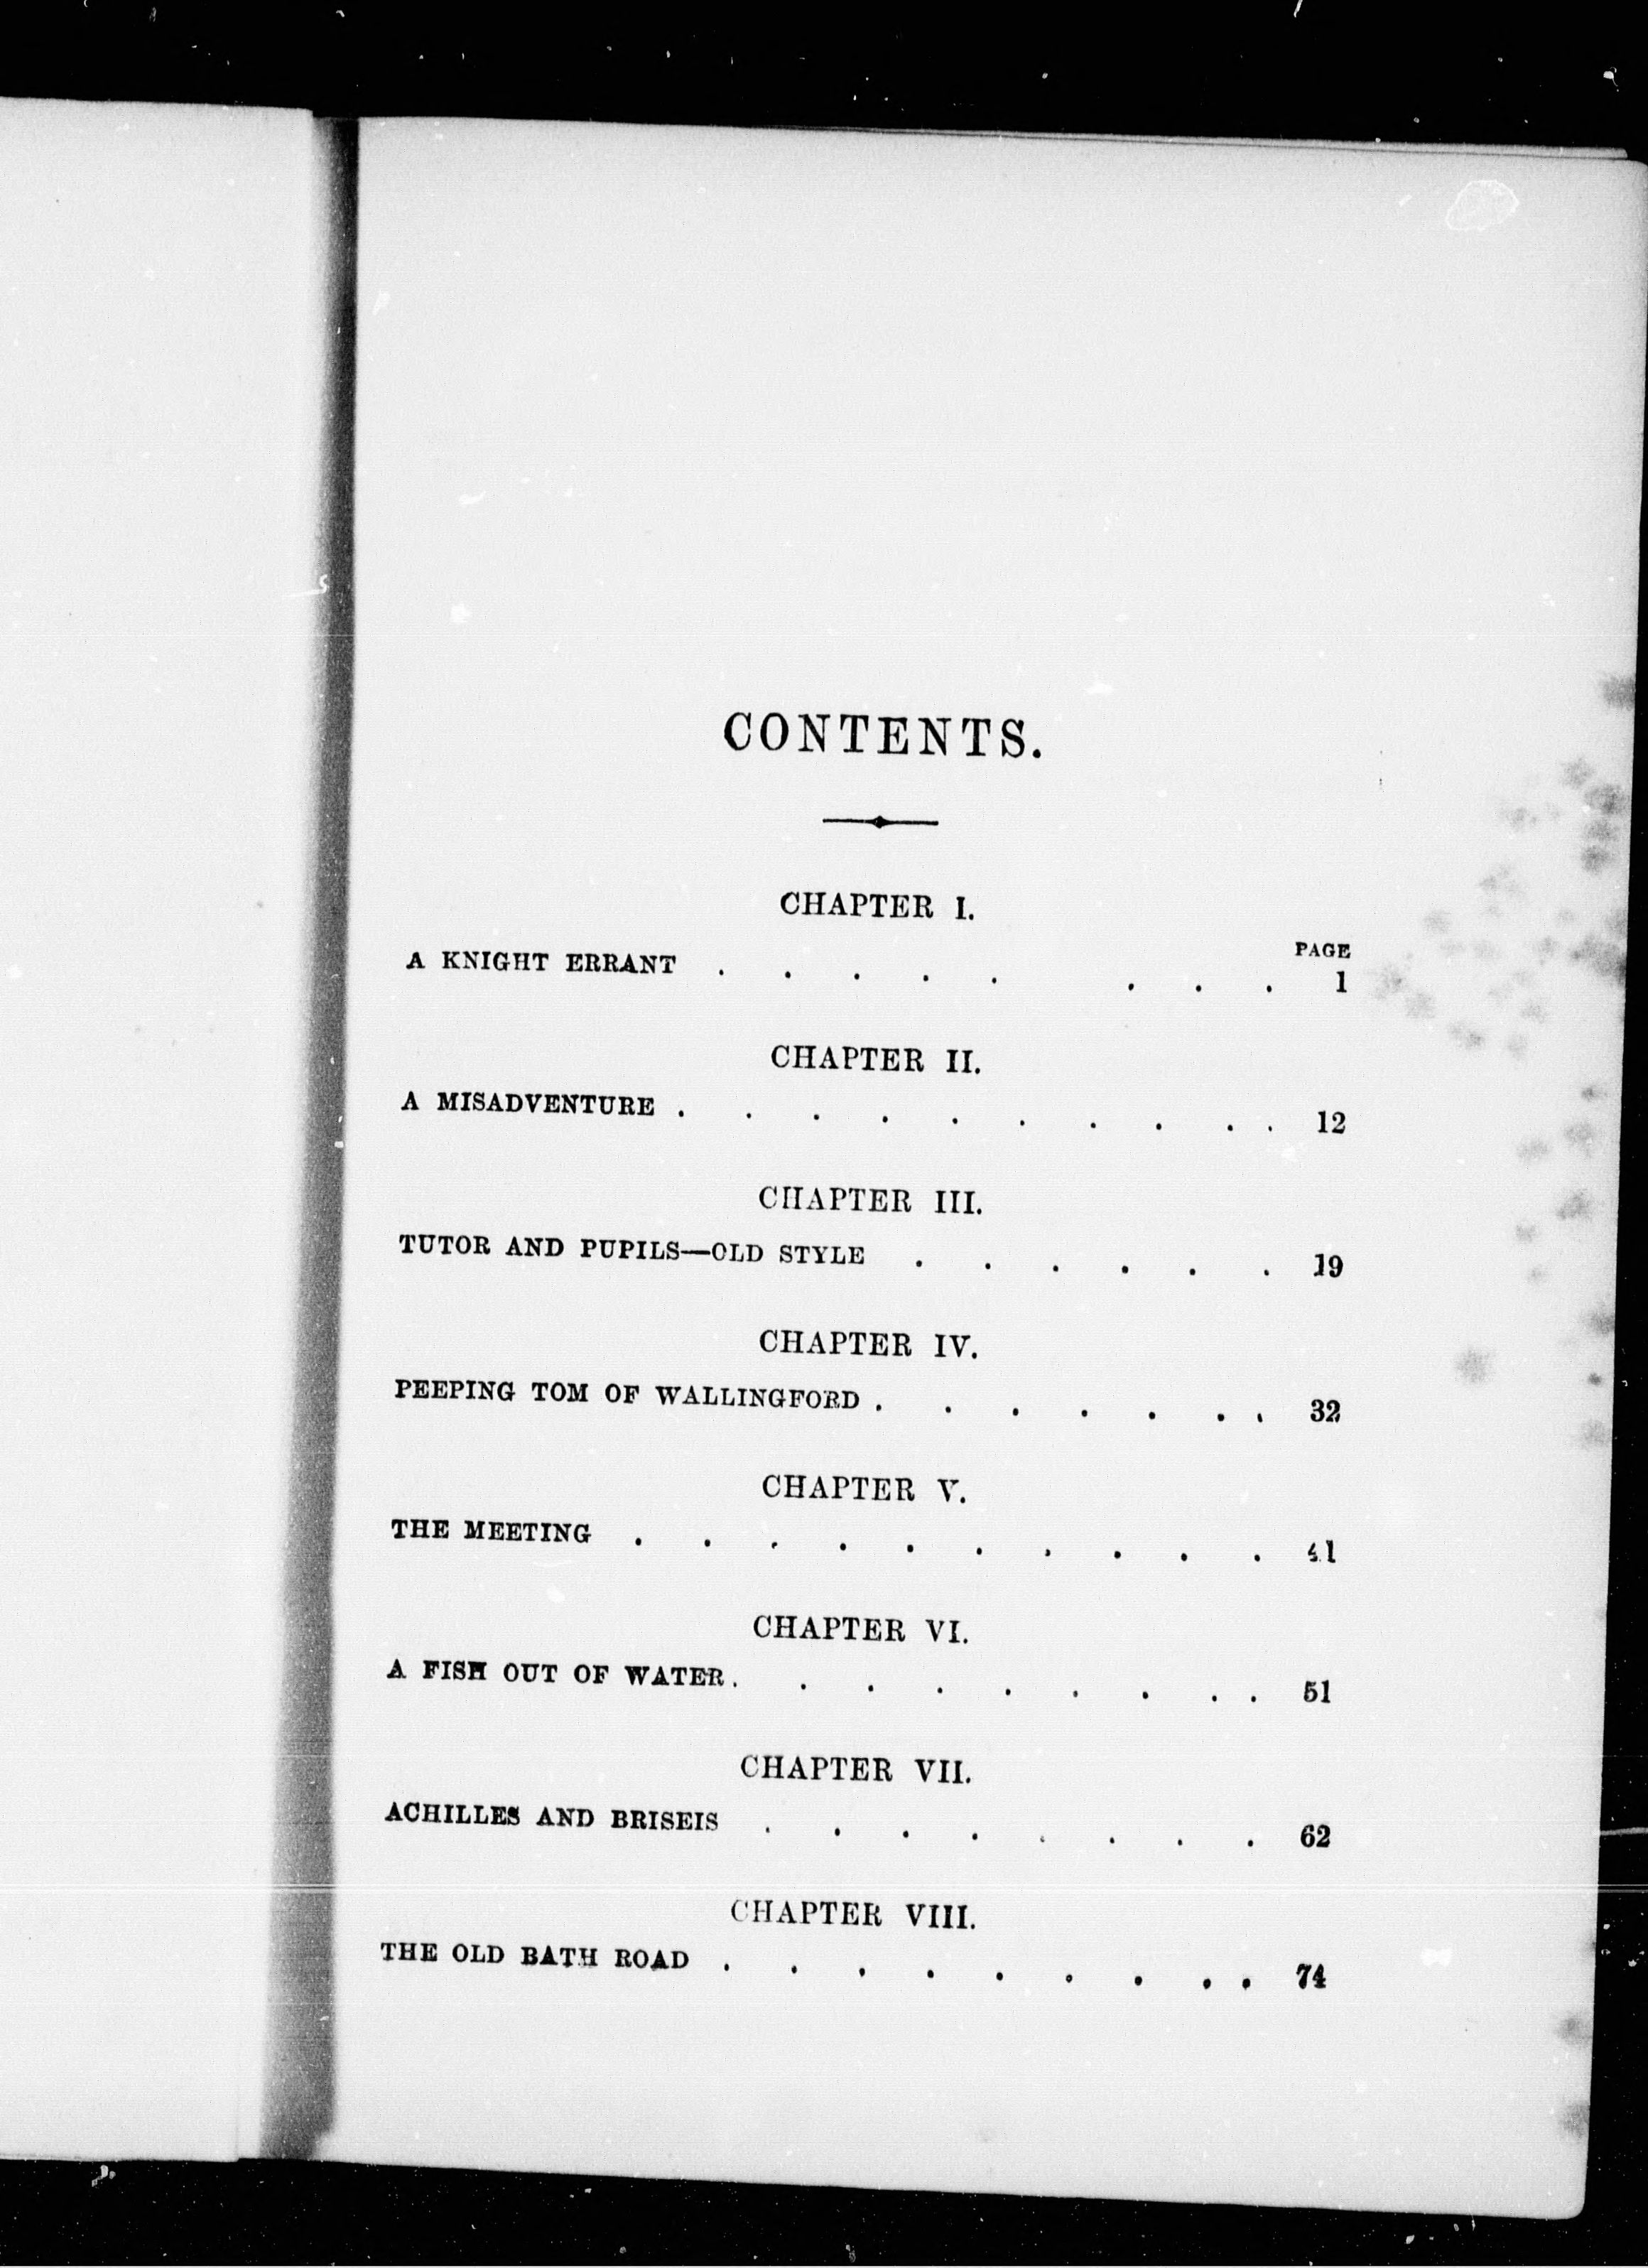 CONTENTS.
CHAPTER I.
PAGE
A KNIGHT ERRANT . . . . . . . . 1
CHAPTER II.
A MISADVENTURE . . . . . . . . . . 12
CHAPTER III.
TUTOR AND PUPILS—OLD STYLE . . . . . . 19
CHAPTER IV.
PEEPING TOM OF WALLINGFORD . . . . . . . 32
CHAPTER V.
THE MEETING . . . . . . . . . . 41
CHAPTER VI.
A FISH OUT OF WATER . . . . . . . . . 51
CHAPTER VII.
ACHILLES AND BRISEIS . . . . . . . . 62
CHAPTER VIII.
THE OLD BATH ROAD . . . . . . . . . 74